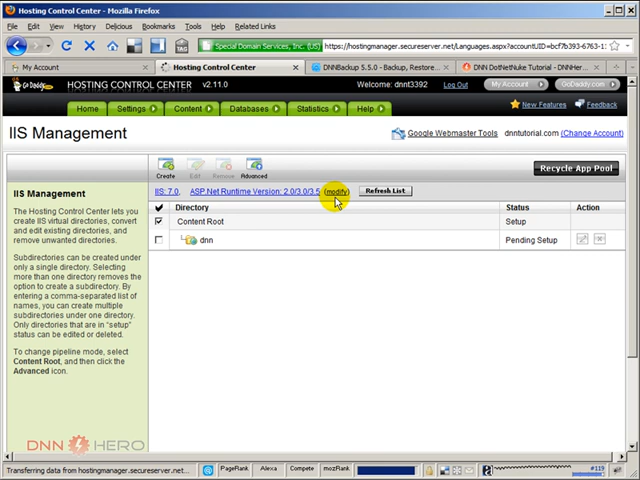 Hosting Control Center - Mozilla Firefox
File Edit View History Delicious Bookmarks Tools Help Related Links
TAG Special Domain Services, Inc. (US) https://hostingmanager.secureserver.net/Languages.aspx?accountUID=bcf7b393-6763-11
My Account Hosting Control Center DNNBackup 5.5.0 - Backup, Restore... DNN DotNetNuke Tutorial - DNNHer...
Go Daddy .com HOSTING CONTROL CENTER v2.11.0 Welcome: dnnt3392 Log Out My Account GoDaddy.com
Home Settings Content Databases Statistics Help New Features Feedback
IIS Management Google Webmaster Tools dnntutorial.com (Change Account)
Create Edit Remove Advanced Recycle App Pool
IIS: 7.0, ASP.Net Runtime Version: 2.0/3.0/3.5 (modify) Refresh List
Directory Status Action
Content Root Setup
dnn Pending Setup
IIS Management
The Hosting Control Center lets you
create IIS virtual directories, convert
and edit existing directories, and
remove unwanted directories.
Subdirectories can be created under
only a single directory. Selecting
more than one directory removes the
option to create a subdirectory. By
entering a comma-separated list of
names, you can create multiple
subdirectories under one directory.
Only directories that are in "setup"
status can be edited or deleted.
To change pipeline mode, select
Content Root, and then click the
Advanced icon.
DNN HERO
Transferring data from hostingmanager.secureserver.net... PageRank Alexa Compete mozRank #119